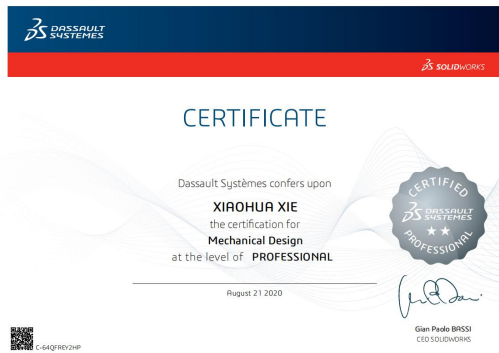 DASSAULT
SYSTEMES
SOLIDWORKS
CERTIFICATE
Dassault Systèmes confers upon
XIAOHUA XIE
the certification for
Mechanical Design
at the level of PROFESSIONAL
August 21 2020
CERTIFIED
DASSAULT
SYSTEMES
PROFESSIONAL
Gian Paolo BASSI
CEO SOLIDWORKS
C-64QFREY2HP